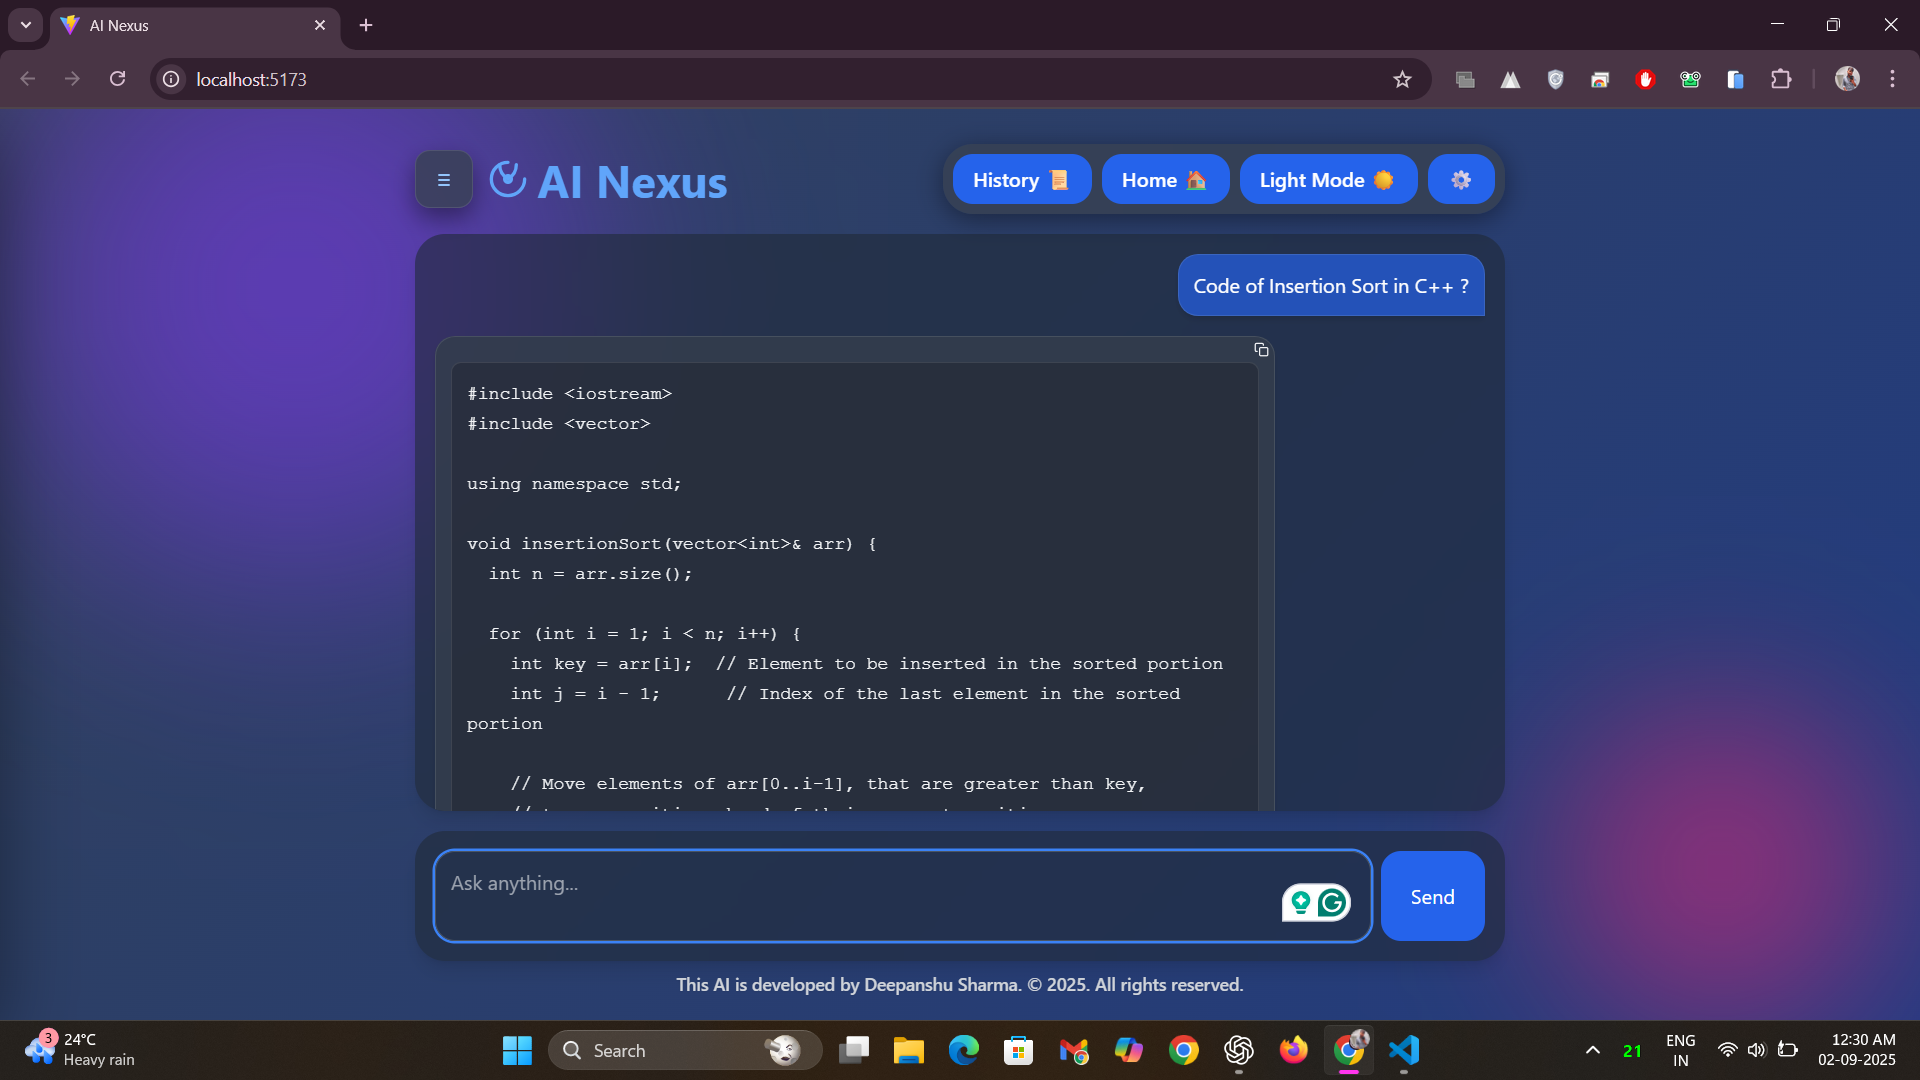 AI Nexus
localhost:5173
AI Nexus
History
Home
Light Mode
Code of Insertion Sort in C++ ?
#include <iostream>
#include <vector>
using namespace std;
void insertionSort(vector<int>& arr) {
int n = arr.size();
for (int i = 1; i < n; i++) {
int key = arr[i];  // Element to be inserted in the sorted portion
int j = i - 1;      // Index of the last element in the sorted
portion
// Move elements of arr[0..i-1], that are greater than key,
Ask anything...
Send
This AI is developed by Deepanshu Sharma. © 2025. All rights reserved.
3
24°C
Heavy rain
Search
21
ENG
IN
12:30 AM
02-09-2025